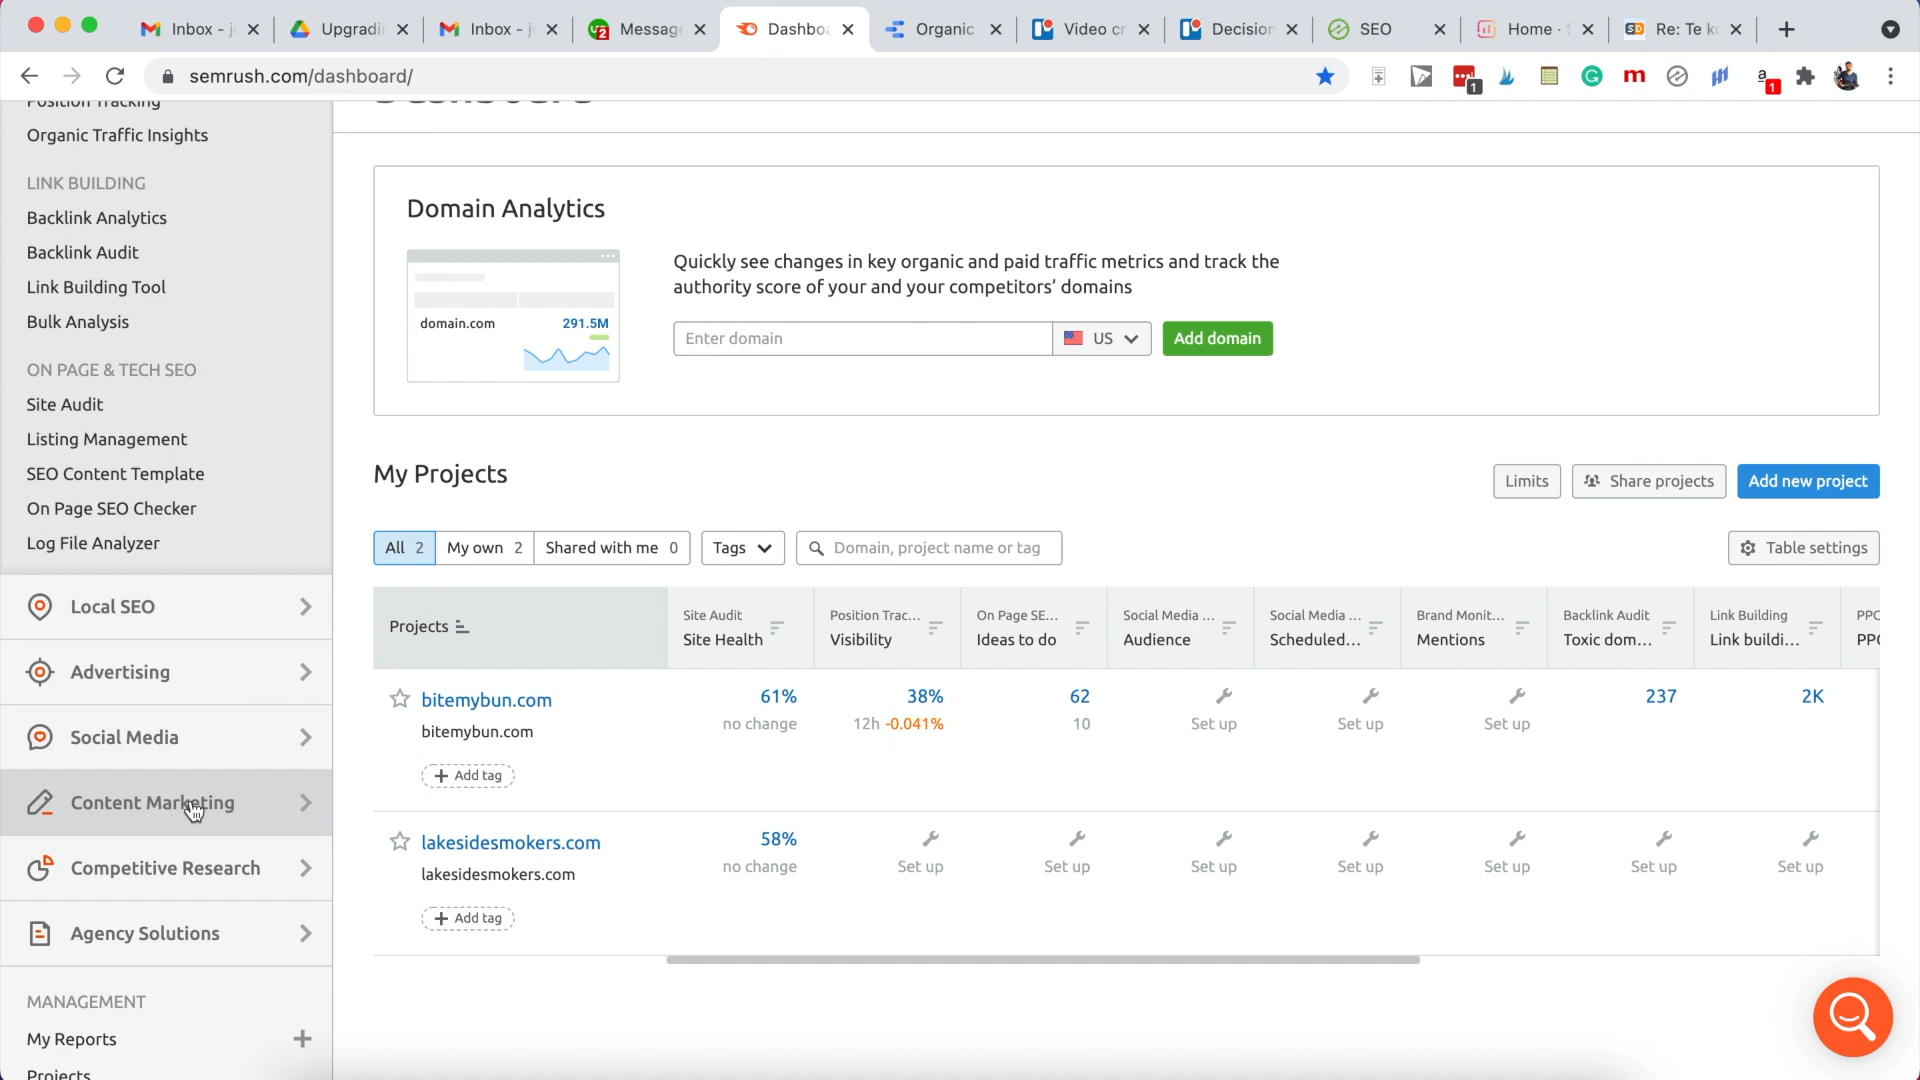 Inbox - j
Upgradin
Inbox - j
Message
Dashboa
Organic
Video cr
Decision
SEO
Home ·
Re: Te k
semrush.com/dashboard/
1
m
a
1
Position Tracking
Organic Traffic Insights
LINK BUILDING
Backlink Analytics
Backlink Audit
Link Building Tool
Bulk Analysis
ON PAGE & TECH SEO
Site Audit
Listing Management
SEO Content Template
On Page SEO Checker
Log File Analyzer
Local SEO
Advertising
Social Media
Content Marketing
Competitive Research
Agency Solutions
MANAGEMENT
My Reports
Projects
Dashboard
Domain Analytics
domain.com 291.5M
Quickly see changes in key organic and paid traffic metrics and track the
authority score of your and your competitors' domains
Enter domain US Add domain
My Projects
Limits Share projects Add new project
All 2 My own 2 Shared with me 0 Tags Domain, project name or tag Table settings
Projects
Site Audit
Site Health
Position Trac...
Visibility
On Page SE...
Ideas to do
Social Media ...
Audience
Social Media ...
Scheduled...
Brand Monit...
Mentions
Backlink Audit
Toxic dom...
Link Building
Link buildi...
PPC
bitemybun.com 61% 38% 62 237 2K
bitemybun.com no change 12h -0.041% 10 Set up Set up Set up
+ Add tag
lakesidesmokers.com 58%
lakesidesmokers.com no change Set up Set up Set up Set up Set up Set up Set up
+ Add tag